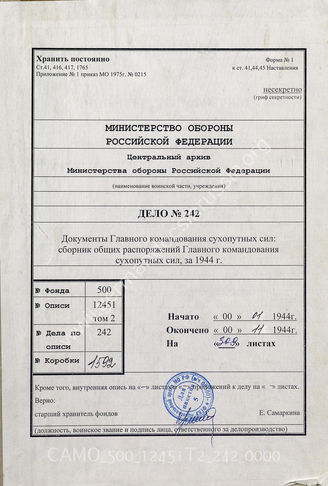 Хранить постоянно
Ст.41, 416, 417, 1765
Приложение № 1 приказ МО 1975г. № 0215
Форма № 1
к ст. 41,44,45 Наставления
несекретно
(гриф секретности)
МИНИСТЕРСТВО ОБОРОНЫ
РОССИЙСКОЙ ФЕДЕРАЦИИ
Центральный архив
Министерства обороны Российской Федорации
(наименование воинской части, учреждения)
ДЕЛО № 242
Документы Главного командования сухопутных сил:
сборник общих распоряжений Главного командования
сухопутных сил, за 1944 г.
№ Фонда 500
№ Описи 12451
том 2
№ Дела по 242
описи
№ Коробки 1592
Начато « 00 » 01 1944г.
Окончено « 00 » 11 1944г.
На «309» листах
Кроме того, внутренняя опись на «–» листах и приложений к делу на « – » листах.
Верно:
старший хранитель фондов
Е. Самаркина
(должность, воинское звание и подпись лица, ответственного за делопроизводство)
CAMO_500_12451 T2_242_0000